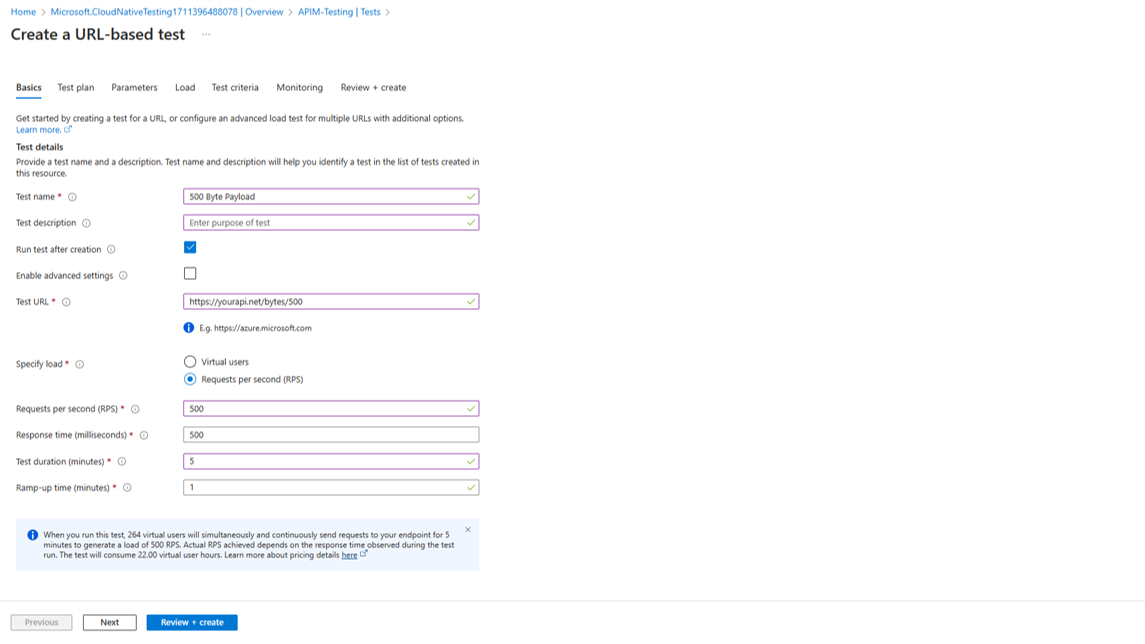 Home > Microsoft.CloudNativeTesting1711396488078 | Overview > APIM-Testing | Tests >
Create a URL-based test ...
Basics Test plan Parameters Load Test criteria Monitoring Review + create
Get started by creating a test for a URL, or configure an advanced load test for multiple URLs with additional options.
Learn more.
Test details
Provide a test name and a description. Test name and description will help you identify a test in the list of tests created in
this resource.
Test name * 500 Byte Payload
Test description Enter purpose of test
Run test after creation
Enable advanced settings
Test URL * https://yourapi.net/bytes/500
E.g. https://azure.microsoft.com
Specify load * Virtual users
Requests per second (RPS)
Requests per second (RPS) * 500
Response time (milliseconds) * 500
Test duration (minutes) * 5
Ramp-up time (minutes) * 1
When you run this test, 264 virtual users will simultaneously and continuously send requests to your endpoint for 5
minutes to generate a load of 500 RPS. Actual RPS achieved depends on the response time observed during the test
run. The test will consume 22.00 virtual user hours. Learn more about pricing details here
Previous Next Review + create